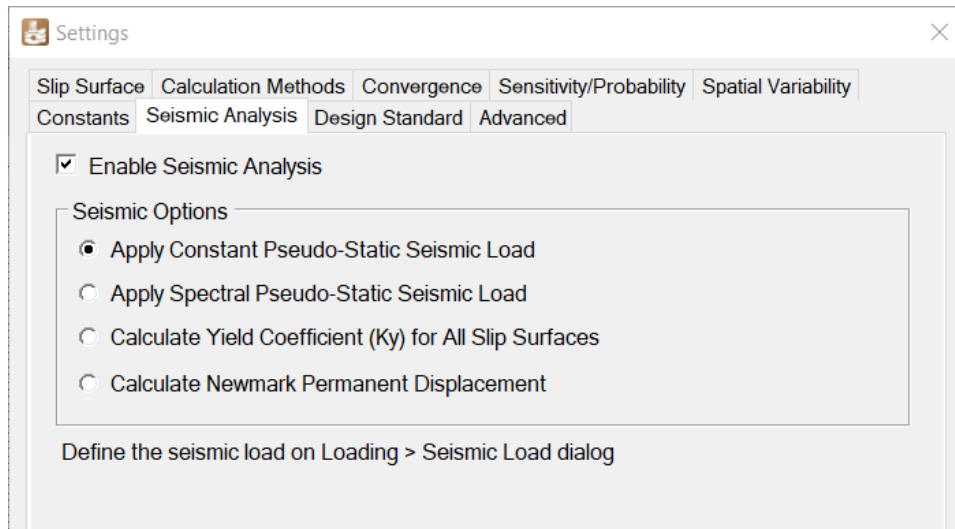 Settings
Slip Surface Calculation Methods Convergence Sensitivity/Probability Spatial Variability
Constants Seismic Analysis Design Standard Advanced
Enable Seismic Analysis
Seismic Options
Apply Constant Pseudo-Static Seismic Load
Apply Spectral Pseudo-Static Seismic Load
Calculate Yield Coefficient (Ky) for All Slip Surfaces
Calculate Newmark Permanent Displacement
Define the seismic load on Loading > Seismic Load dialog